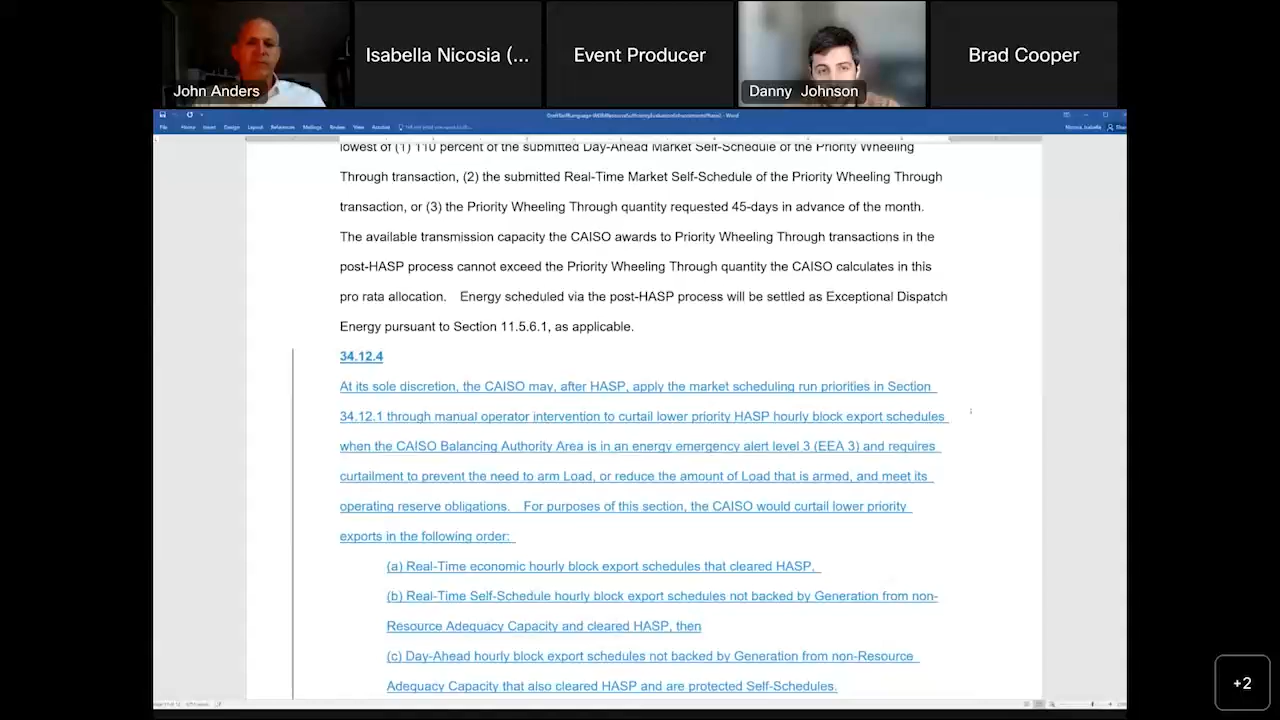 John Anders
Isabella Nicosia (...
Event Producer
Danny Johnson
Brad Cooper
File Home Insert Design Layout References Mailings Review View Acrobat
lowest of (1) 110 percent of the submitted Day-Ahead Market Self-Schedule of the Priority Wheeling
Through transaction, (2) the submitted Real-Time Market Self-Schedule of the Priority Wheeling Through
transaction, or (3) the Priority Wheeling Through quantity requested 45-days in advance of the month.
The available transmission capacity the CAISO awards to Priority Wheeling Through transactions in the
post-HASP process cannot exceed the Priority Wheeling Through quantity the CAISO calculates in this
pro rata allocation. Energy scheduled via the post-HASP process will be settled as Exceptional Dispatch
Energy pursuant to Section 11.5.6.1, as applicable.
34.12.4
At its sole discretion, the CAISO may, after HASP, apply the market scheduling run priorities in Section
34.12.1 through manual operator intervention to curtail lower priority HASP hourly block export schedules
when the CAISO Balancing Authority Area is in an energy emergency alert level 3 (EEA 3) and requires
curtailment to prevent the need to arm Load, or reduce the amount of Load that is armed, and meet its
operating reserve obligations. For purposes of this section, the CAISO would curtail lower priority
exports in the following order:
(a) Real-Time economic hourly block export schedules that cleared HASP,
(b) Real-Time Self-Schedule hourly block export schedules not backed by Generation from non-
Resource Adequacy Capacity and cleared HASP, then
(c) Day-Ahead hourly block export schedules not backed by Generation from non-Resource
Adequacy Capacity that also cleared HASP and are protected Self-Schedules.
+2